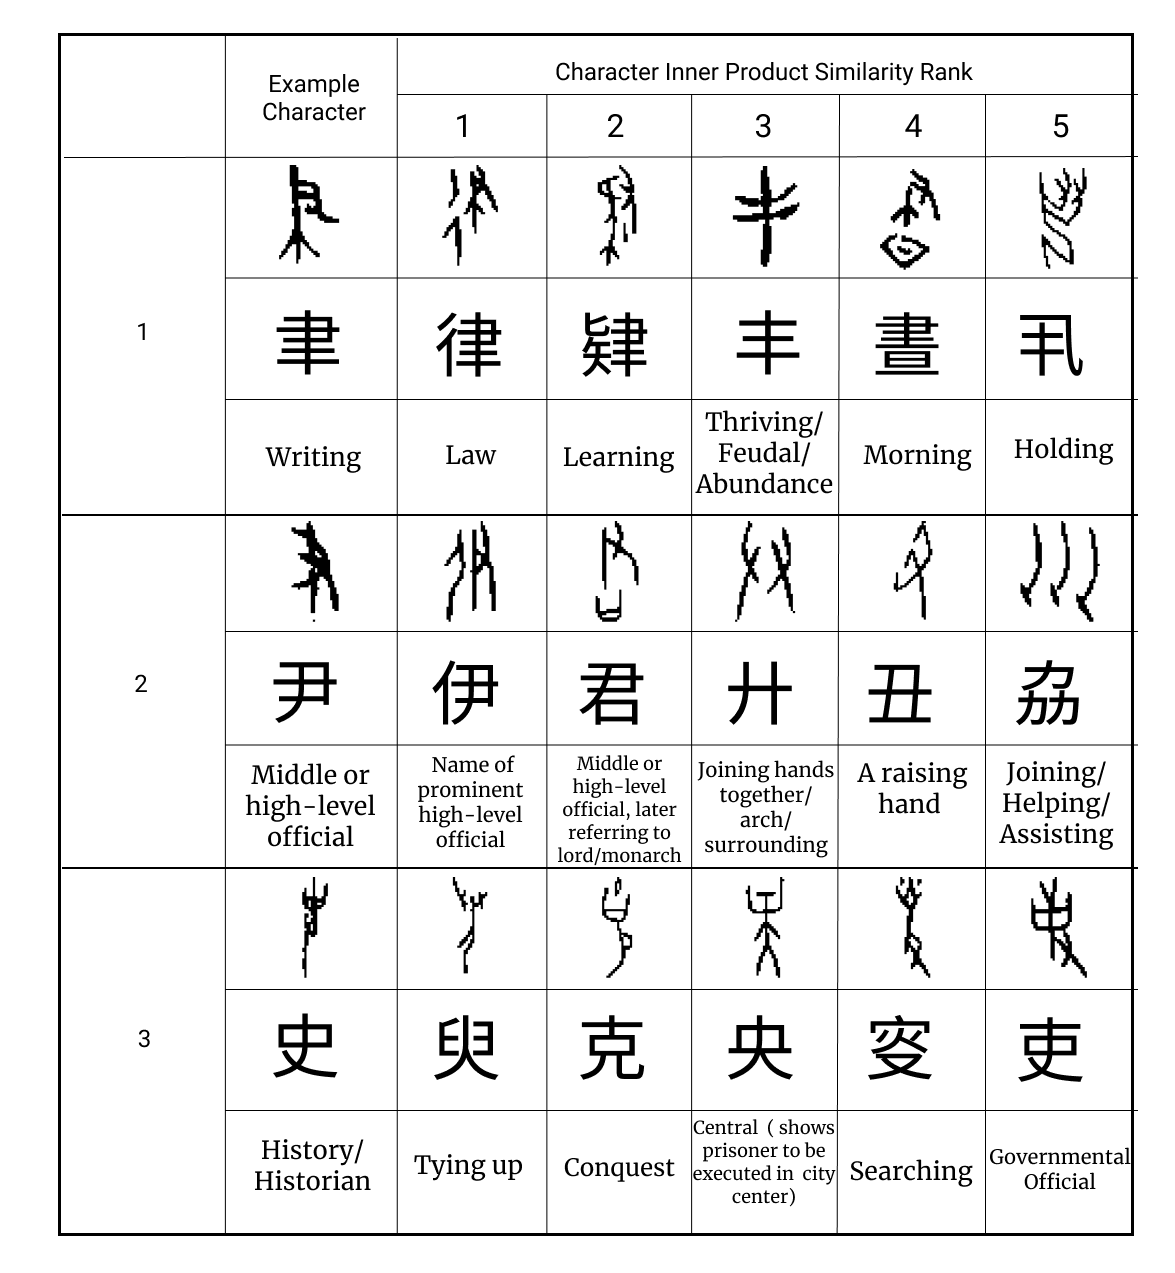 Example
Character
Character Inner Product Similarity Rank
1 2 3 4 5
1
聿 律 肄 丰 晝 丮
Writing
Law
Learning
Thriving/
Feudal/
Abundance
Morning
Holding
2
尹 伊 君 廾 丑 劦
Middle or
high-level
official
Name of
prominent
high-level
official
Middle or
high-level
official, later
referring to
lord/monarch
Joining hands
together/
arch/
surrounding
A raising
hand
Joining/
Helping/
Assisting
3
史 臾 克 央 㝔 吏
History/
Historian
Tying up
Conquest
Central ( shows
prisoner to be
executed in city
center)
Searching
Governmental
Official